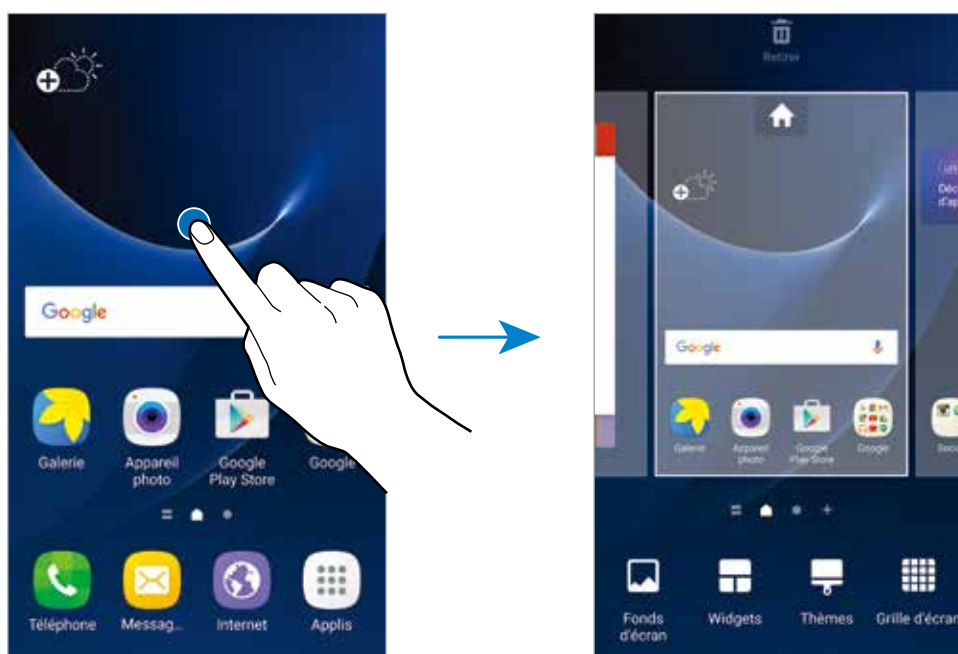 Google
Galerie
Appareil
photo
Google
Play Store
Google
Téléphone
Messag...
Internet
Applis
Retirer
Google
Galerie
Appareil
photo
Google
Play Store
Google
Fonds
d'écran
Widgets
Thèmes
Grille d'écran